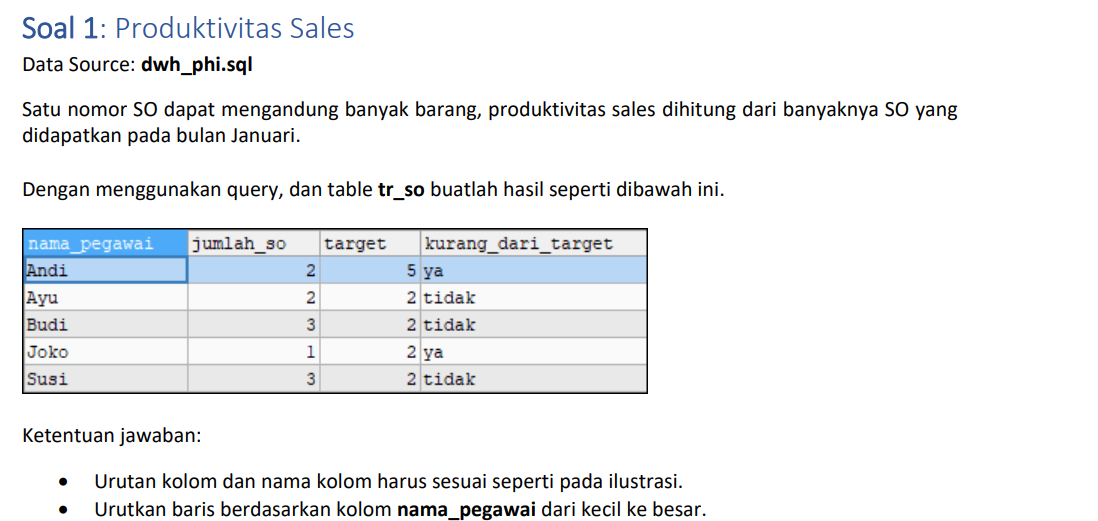 Soal 1: Produktivitas Sales
Data Source: dwh_phi.sql
Satu nomor SO dapat mengandung banyak barang, produktivitas sales dihitung dari banyaknya SO yang
didapatkan pada bulan Januari.
Dengan menggunakan query, dan table tr_so buatlah hasil seperti dibawah ini.
nama_pegawai jumlah_so target kurang_dari_target
Andi 2 5 ya
Ayu 2 2 tidak
Budi 3 2 tidak
Joko 1 2 ya
Susi 3 2 tidak
Ketentuan jawaban:
• Urutan kolom dan nama kolom harus sesuai seperti pada ilustrasi.
• Urutkan baris berdasarkan kolom nama_pegawai dari kecil ke besar.